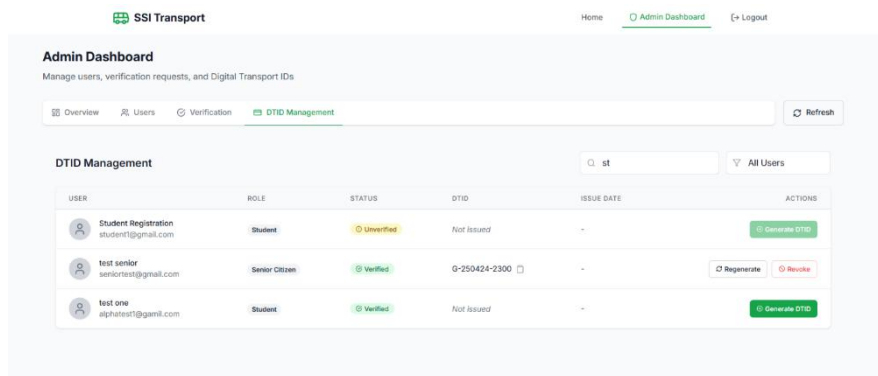 SSI Transport
Home
Admin Dashboard
Logout
Admin Dashboard
Manage users, verification requests, and Digital Transport IDs
Overview
Users
Verification
DTID Management
Refresh
DTID Management
st
All Users
USER ROLE STATUS DTID ISSUE DATE ACTIONS
Student Registration
student1@gmail.com
Student Unverified Not issued - Generate DTID
test senior
seniortest@gmail.com
Senior Citizen Verified G-250424-2300 - Regenerate Revoke
test one
alphatest1@gamil.com
Student Verified Not issued - Generate DTID